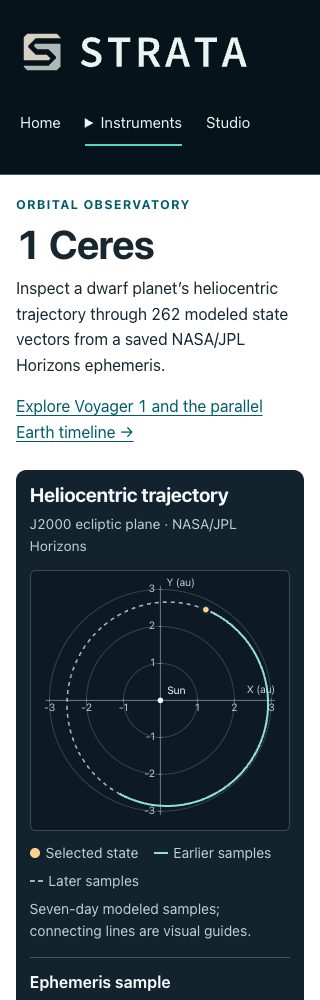 STRATA
Home ▶ Instruments Studio
ORBITAL OBSERVATORY
1 Ceres
Inspect a dwarf planet’s heliocentric
trajectory through 262 modeled state
vectors from a saved NASA/JPL
Horizons ephemeris.
Explore Voyager 1 and the parallel
Earth timeline →
Heliocentric trajectory
J2000 ecliptic plane · NASA/JPL
Horizons
Y (au)
3
2
1
Sun
X (au)
-3 -2 -1 1 2 3
-1
-2
-3
Selected state Earlier samples
Later samples
Seven-day modeled samples;
connecting lines are visual guides.
Ephemeris sample